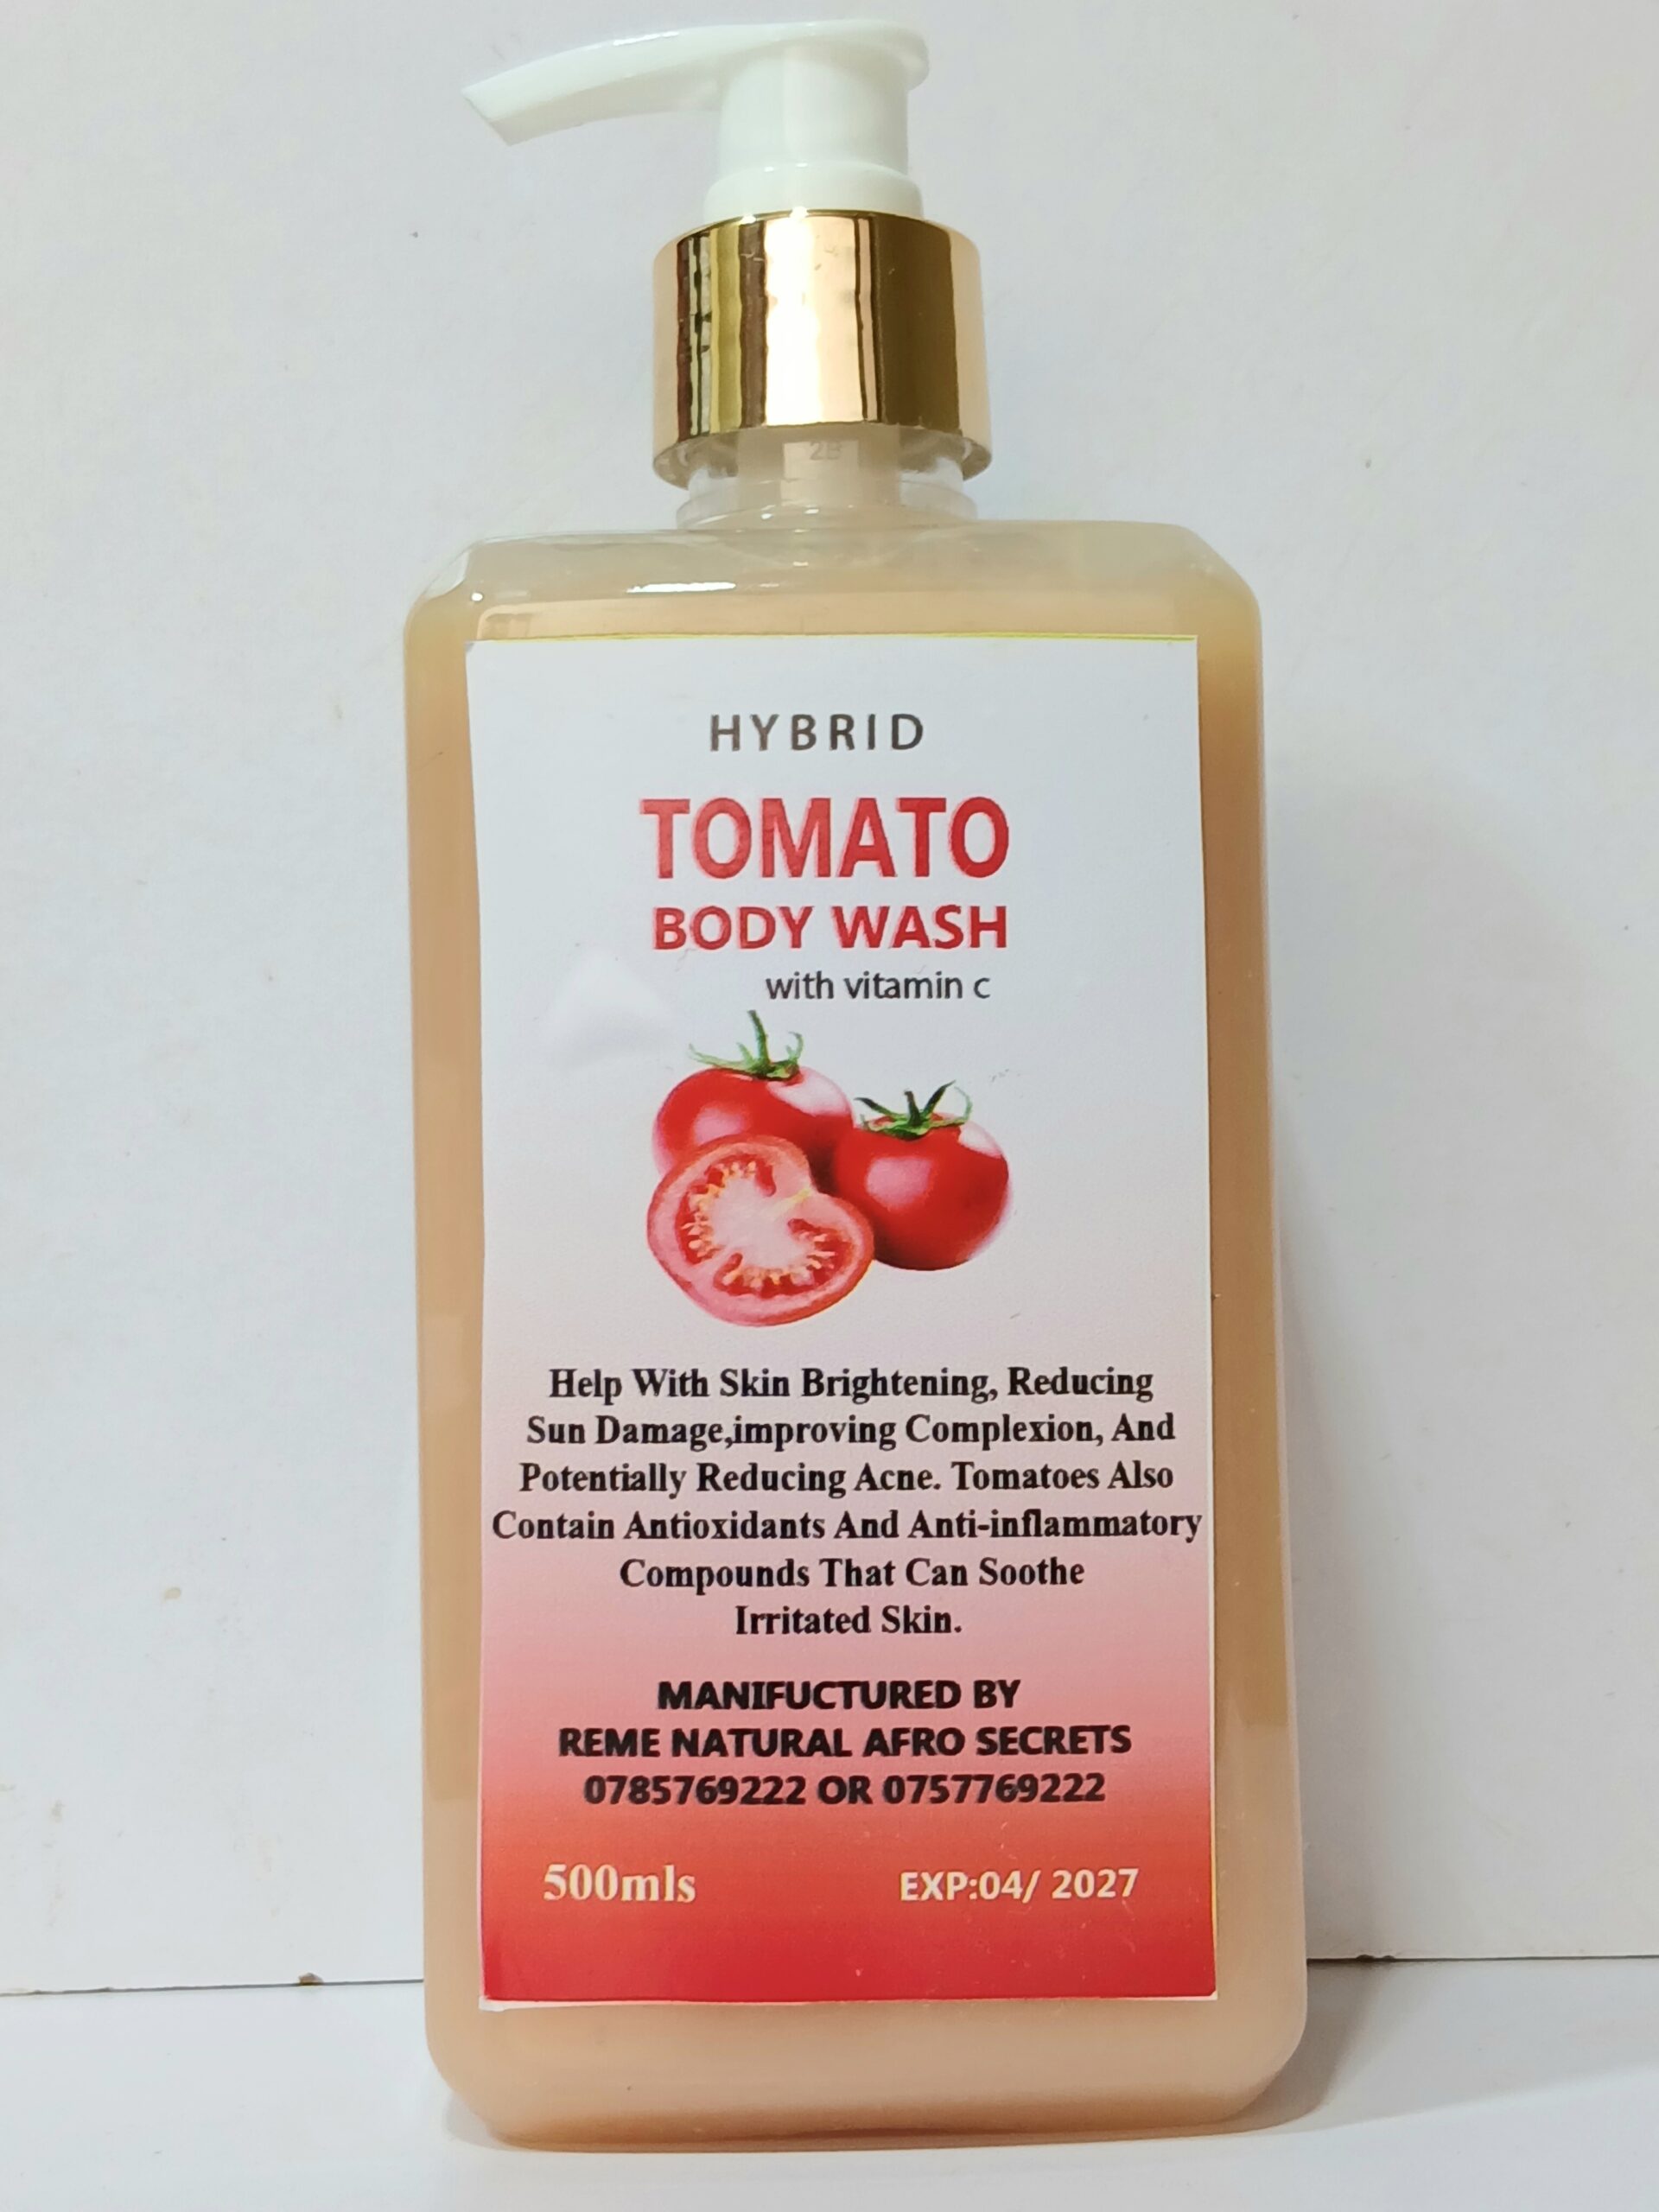 HYBRID
TOMATO
BODY WASH
with vitamin c
Help With Skin Brightening, Reducing
Sun Damage,improving Complexion, And
Potentially Reducing Acne. Tomatoes Also
Contain Antioxidants And Anti-inflammatory
Compounds That Can Soothe
Irritated Skin.
MANIFUCTURED BY
REME NATURAL AFRO SECRETS
0785769222 OR 0757769222
500mls EXP:04/ 2027